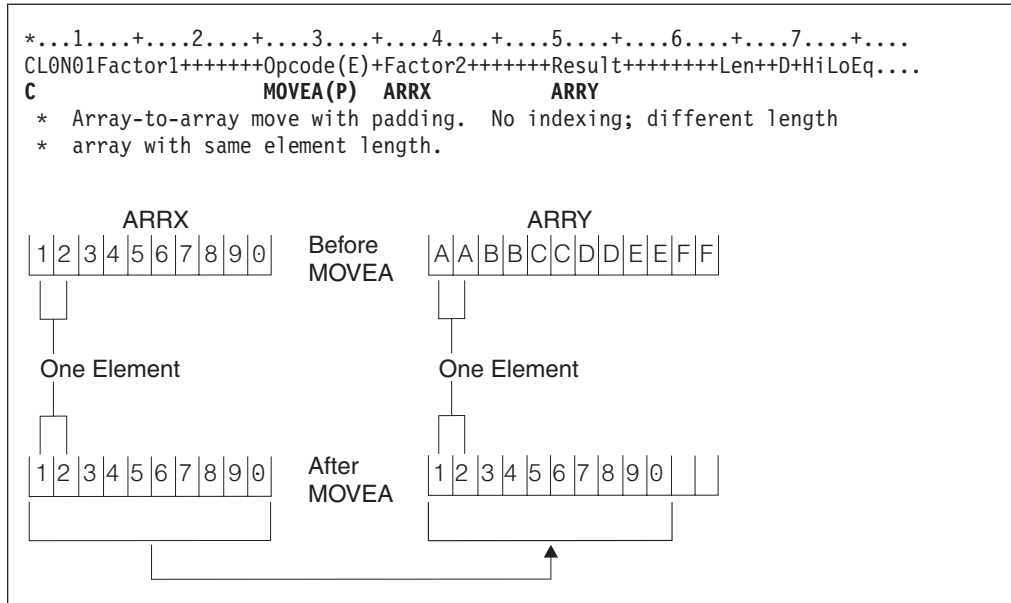 *...1....+....2....+....3....+....4....+....5....+....6....+....7....+....
CL0N01Factor1+++++++Opcode(E)+Factor2+++++++Result++++++++Len++D+HiLoEq....
C                   MOVEA(P)  ARRX          ARRY
 *  Array-to-array move with padding.  No indexing; different length
 *  array with same element length.
ARRX ARRY
1 2 3 4 5 6 7 8 9 0 Before A A B B C C D D E E F F
MOVEA
One Element One Element
1 2 3 4 5 6 7 8 9 0 After 1 2 3 4 5 6 7 8 9 0
MOVEA